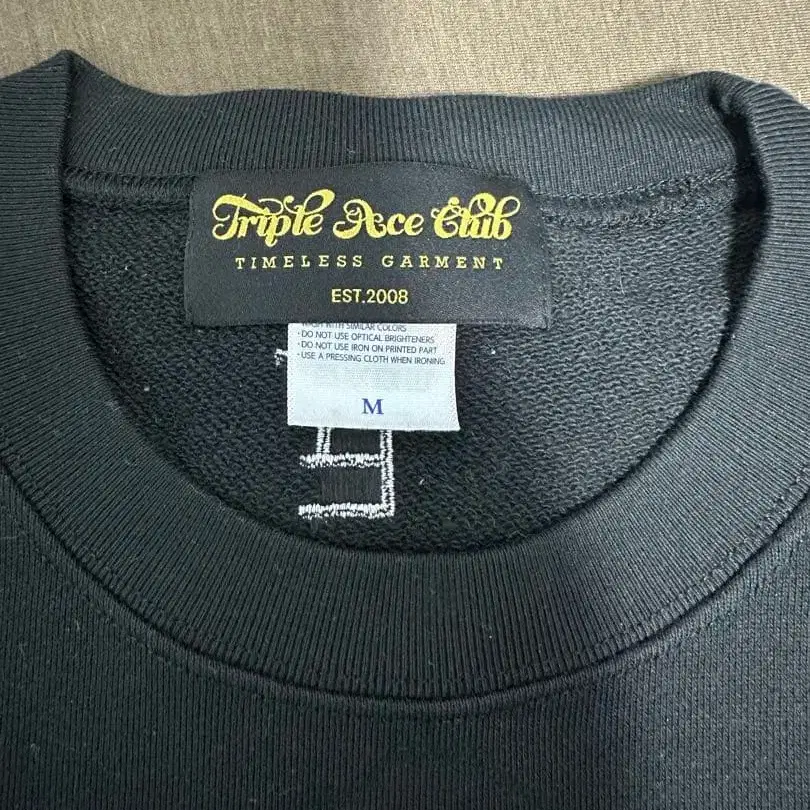 Triple Ace Club
TIMELESS GARMENT
EST.2008
WASH WITH SIMILAR COLORS
·DO NOT USE OPTICAL BRIGHTENERS
·DO NOT USE IRON ON PRINTED PART
·USE A PRESSING CLOTH WHEN IRONING
M